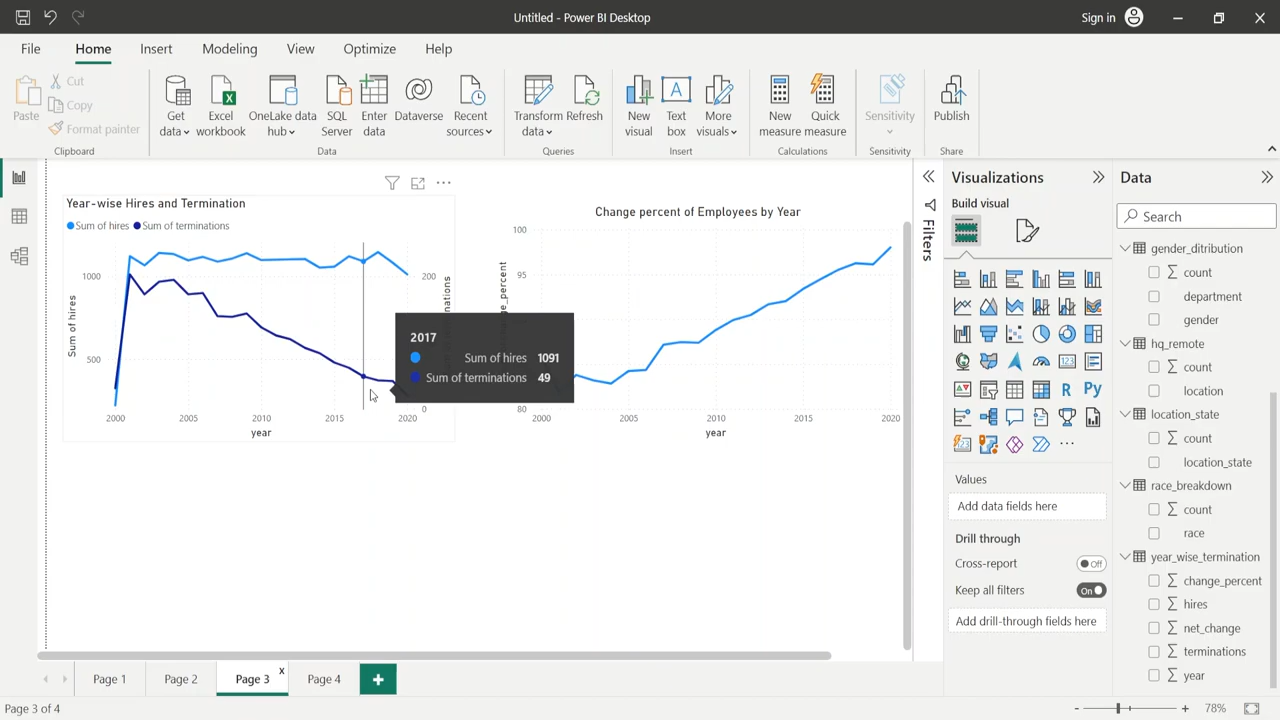 Untitled - Power BI Desktop
Sign in
File Home Insert Modeling View Optimize Help
Paste
Cut
Copy
Format painter
Clipboard
Get data
Excel workbook
OneLake data hub
SQL Server
Enter data
Dataverse
Recent sources
Data
Transform data
Refresh
Queries
New visual
Text box
More visuals
Insert
New measure
Quick measure
Calculations
Sensitivity
Sensitivity
Publish
Share
Year-wise Hires and Termination
Sum of hires Sum of terminations
Sum of hires
1000
500
200
0
2000 2005 2010 2015 2020
year
2017
Sum of hires 1091
Sum of terminations 49
Change percent of Employees by Year
100
95
80
2000 2005 2010 2015 2020
year
Filters
Visualizations
Build visual
R Py
123
Values
Add data fields here
Drill through
Cross-report Off
Keep all filters On
Add drill-through fields here
Data
Search
gender_ditribution
count
department
gender
hq_remote
count
location
location_state
count
location_state
race_breakdown
count
race
year_wise_termination
change_percent
hires
net_change
terminations
year
Page 1 Page 2 Page 3 x Page 4 +
Page 3 of 4
- + 78%